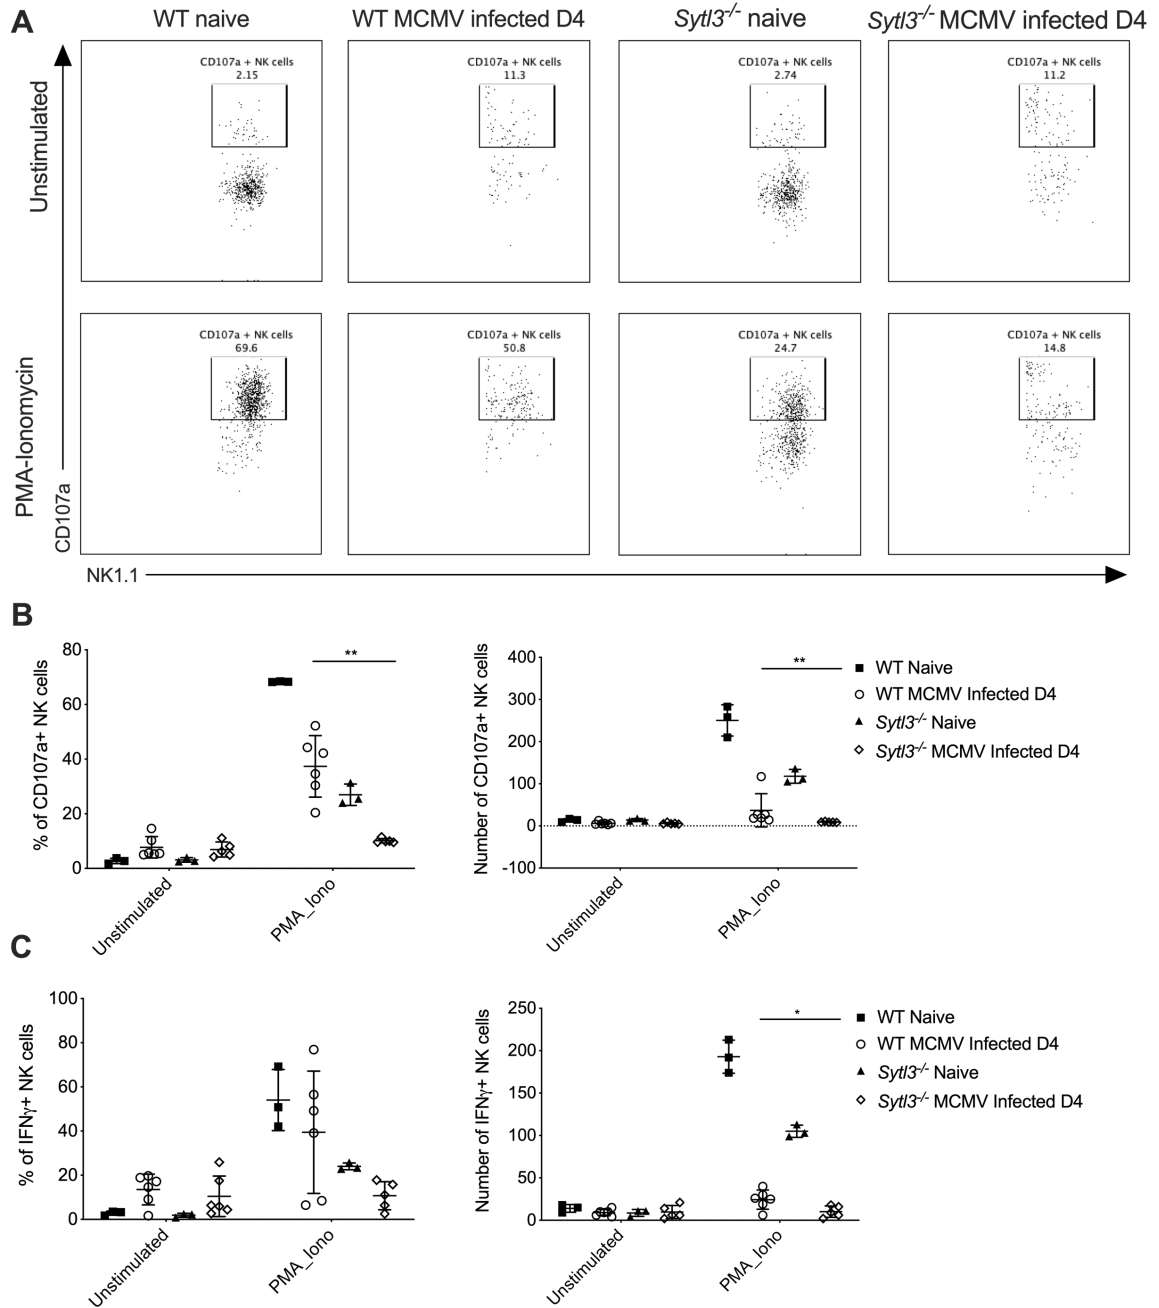 A
WT naive
WT MCMV infected D4
Sytl3-/- naive
Sytl3-/- MCMV infected D4
Unstimulated
CD107a + NK cells
2.15
CD107a + NK cells
11.3
CD107a + NK cells
2.74
CD107a + NK cells
11.2
PMA-Ionomycin
CD107a + NK cells
69.6
CD107a + NK cells
50.8
CD107a + NK cells
24.7
CD107a + NK cells
14.8
CD107a
NK1.1
B
% of CD107a+ NK cells
80
60
40
20
0
**
Unstimulated
PMA_Iono
Number of CD107a+ NK cells
400
300
200
100
0
-100
**
Unstimulated
PMA_Iono
WT Naive
WT MCMV Infected D4
Sytl3-/- Naive
Sytl3-/- MCMV Infected D4
C
% of IFNγ+ NK cells
100
80
60
40
20
0
Unstimulated
PMA_Iono
Number of IFNγ+ NK cells
250
200
150
100
50
0
*
Unstimulated
PMA_Iono
WT Naive
WT MCMV Infected D4
Sytl3-/- Naive
Sytl3-/- MCMV Infected D4